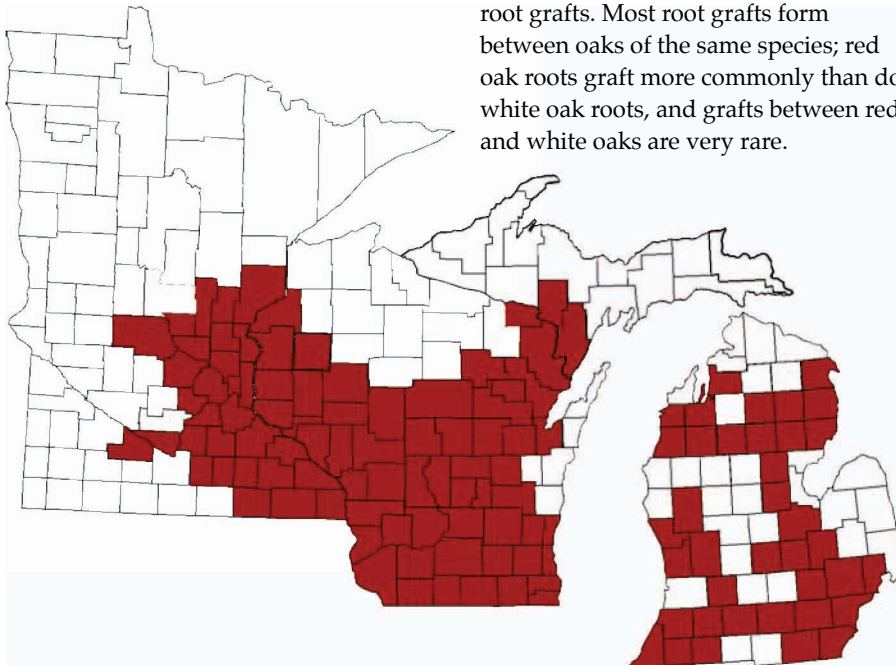 root grafts. Most root grafts form
between oaks of the same species; red
oak roots graft more commonly than do
white oak roots, and grafts between red
and white oaks are very rare.